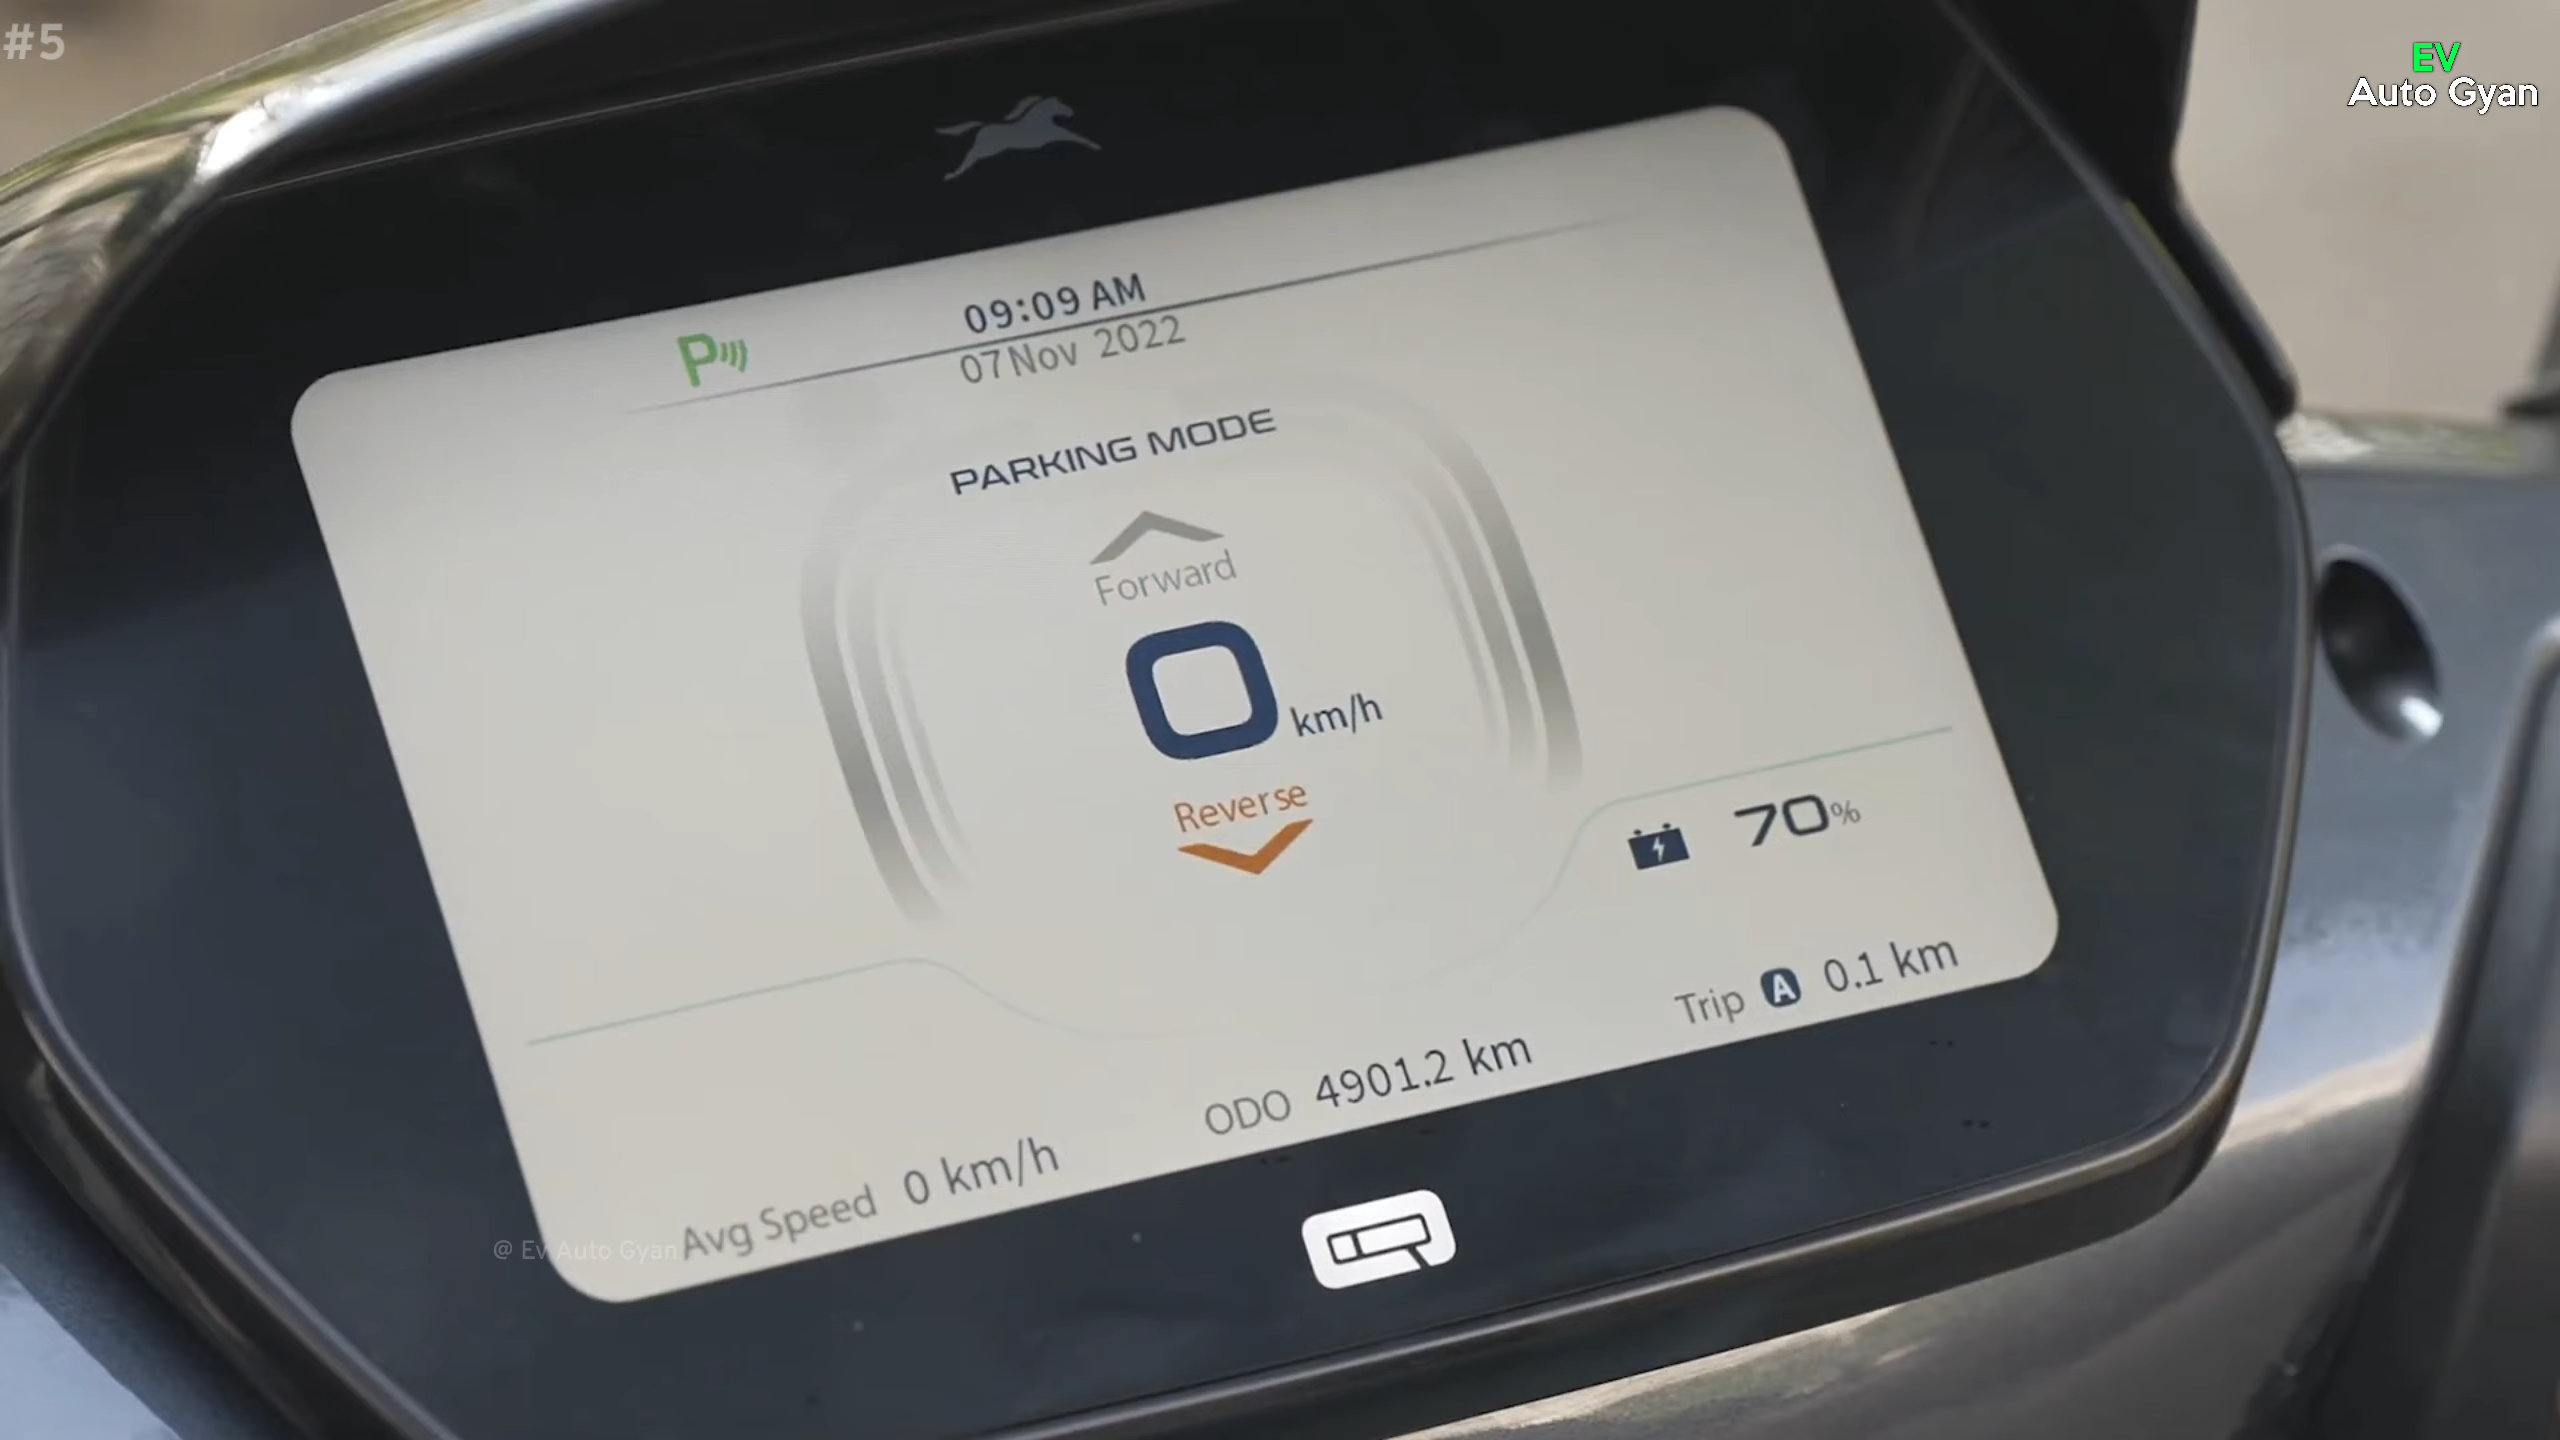 #5
EV
Auto Gyan
09:09 AM
P
07 Nov 2022
PARKING MODE
Forward
0 km/h
Reverse
70%
Trip A 0.1 km
ODO 4901.2 km
Avg Speed 0 km/h
@ Ev Auto Gyan